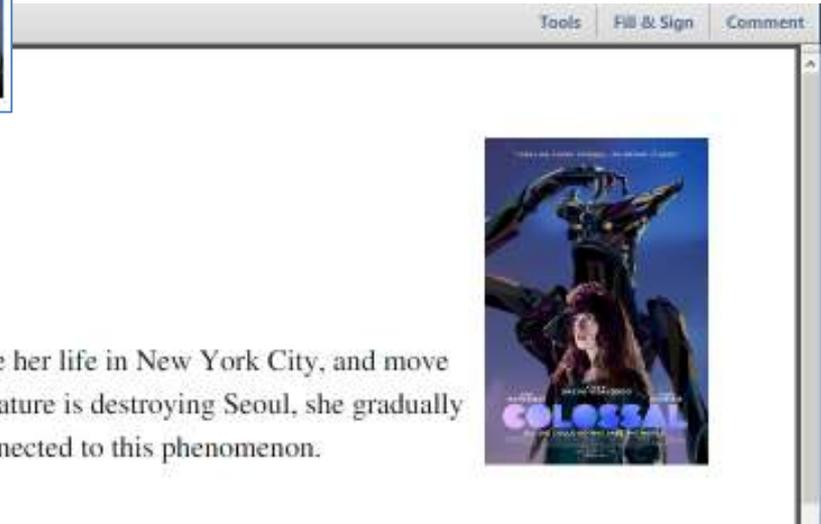 Tools Fill & Sign Comment
e her life in New York City, and move
ature is destroying Seoul, she gradually
nected to this phenomenon.
COLOSSAL